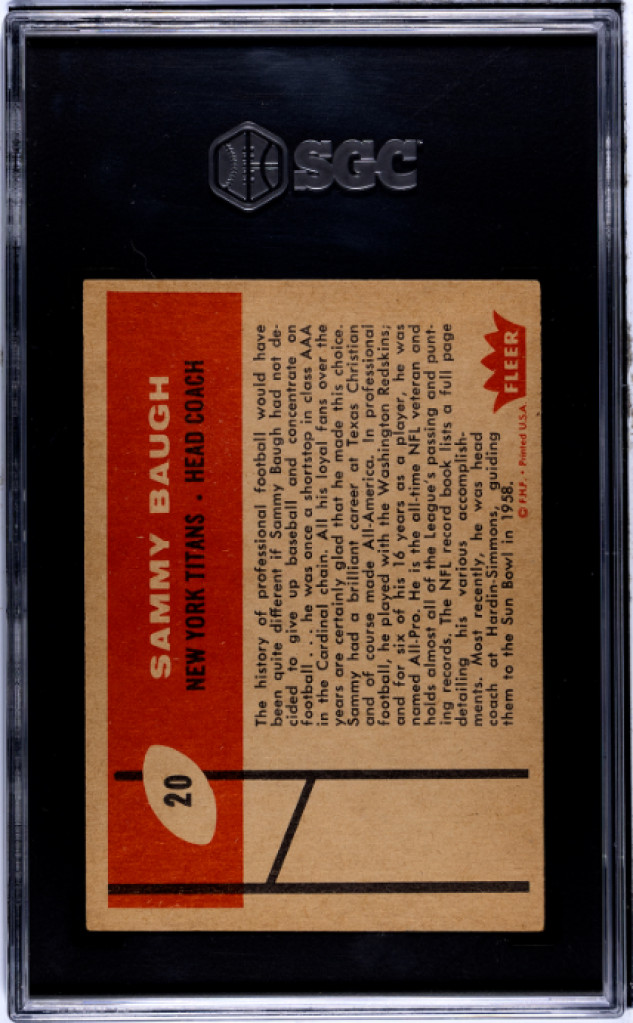 SGC
SAMMY BAUGH
NEW YORK TITANS • HEAD COACH
20
The history of professional football would have
been quite different if Sammy Baugh had not de-
cided to give up baseball and concentrate on
football . . . he was once a shortstop in class AAA
in the Cardinal chain. All his loyal fans over the
years are certainly glad that he made this choice.
Sammy had a brilliant career at Texas Christian
and of course made All-America. In professional
football, he played with the Washington Redskins;
and for six of his 16 years as a player, he was
named All-Pro. He is the all-time NFL veteran and
holds almost all of the League's passing and punt-
ing records. The NFL record book lists a full page
detailing his various accomplish-
ments. Most recently, he was head
coach at Hardin-Simmons, guiding
them to the Sun Bowl in 1958.
FLEER
© F.H.F. • Printed U.S.A.